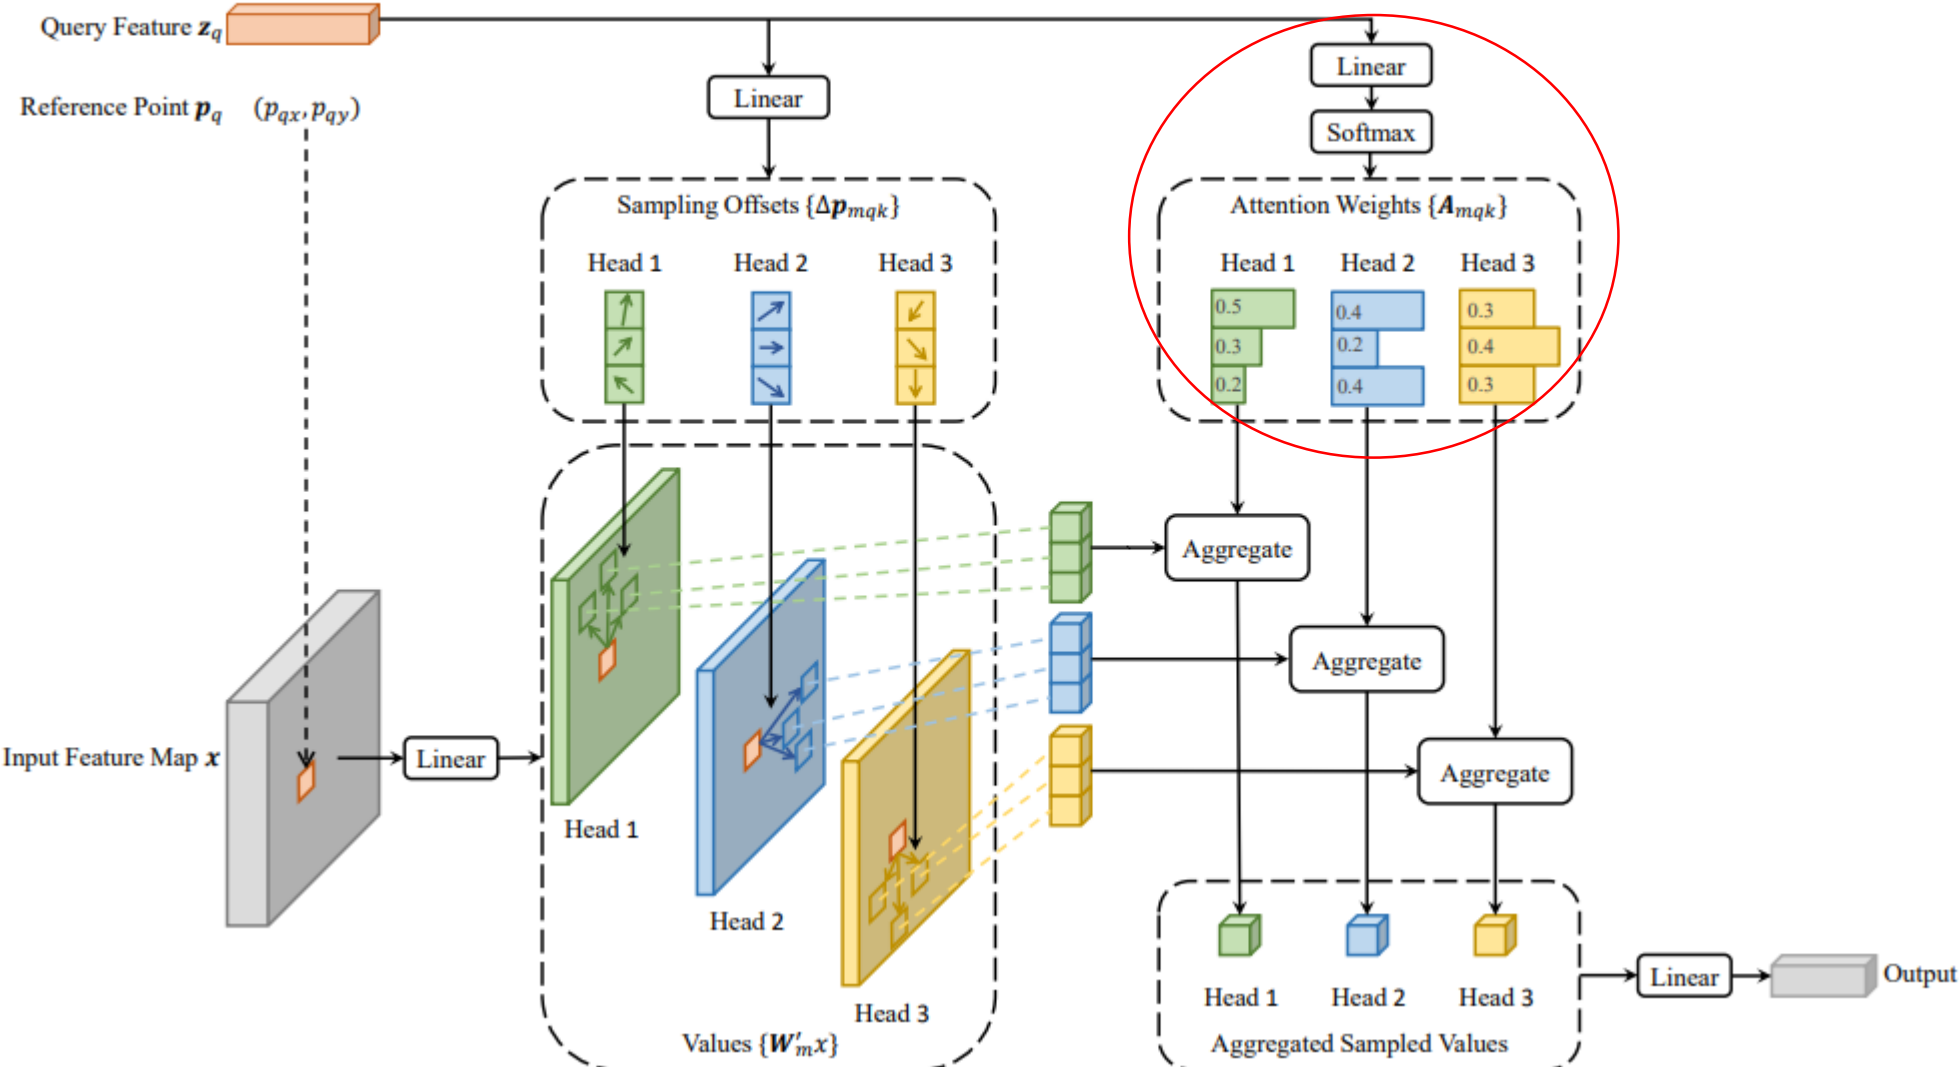 Query Feature z_q
Reference Point p_q (p_qx, p_qy)
Linear
Linear
Softmax
Sampling Offsets {Δp_mqk}
Head 1 Head 2 Head 3
Attention Weights {A_mqk}
Head 1 Head 2 Head 3
0.5 0.4 0.3
0.3 0.2 0.4
0.2 0.4 0.3
Aggregate
Aggregate
Aggregate
Input Feature Map x
Linear
Head 1
Head 2
Head 3
Values {W'_m x}
Head 1 Head 2 Head 3
Aggregated Sampled Values
Linear
Output